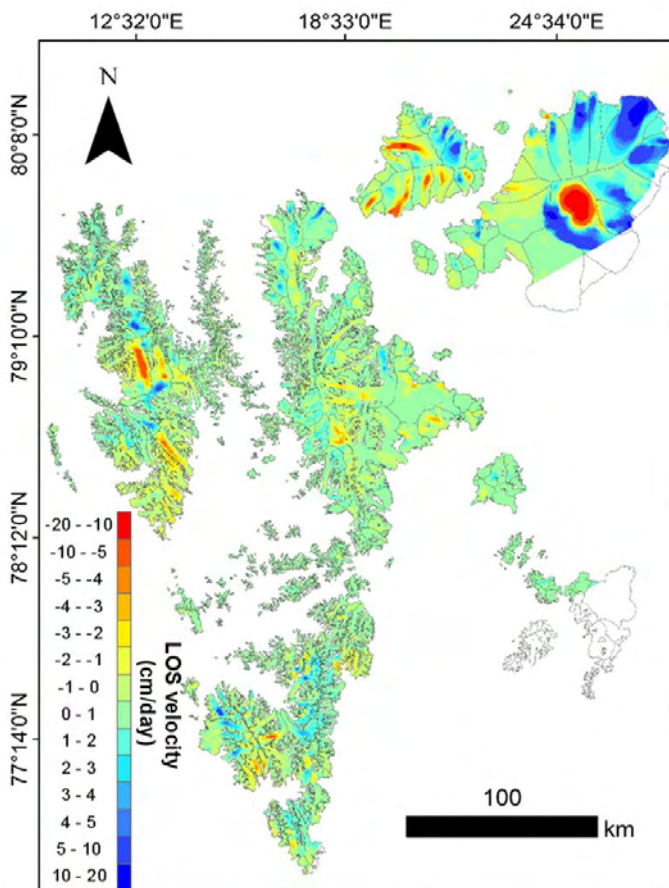 12°32'0"E 18°33'0"E 24°34'0"E
N
80°8'0"N
79°10'0"N
78°12'0"N
77°14'0"N
-20 - -10
-10 - -5
-5 - -4
-4 - -3
-3 - -2
-2 - -1
-1 - 0
0 - 1
1 - 2
2 - 3
3 - 4
4 - 5
5 - 10
10 - 20
LOS velocity
(cm/day)
100
km